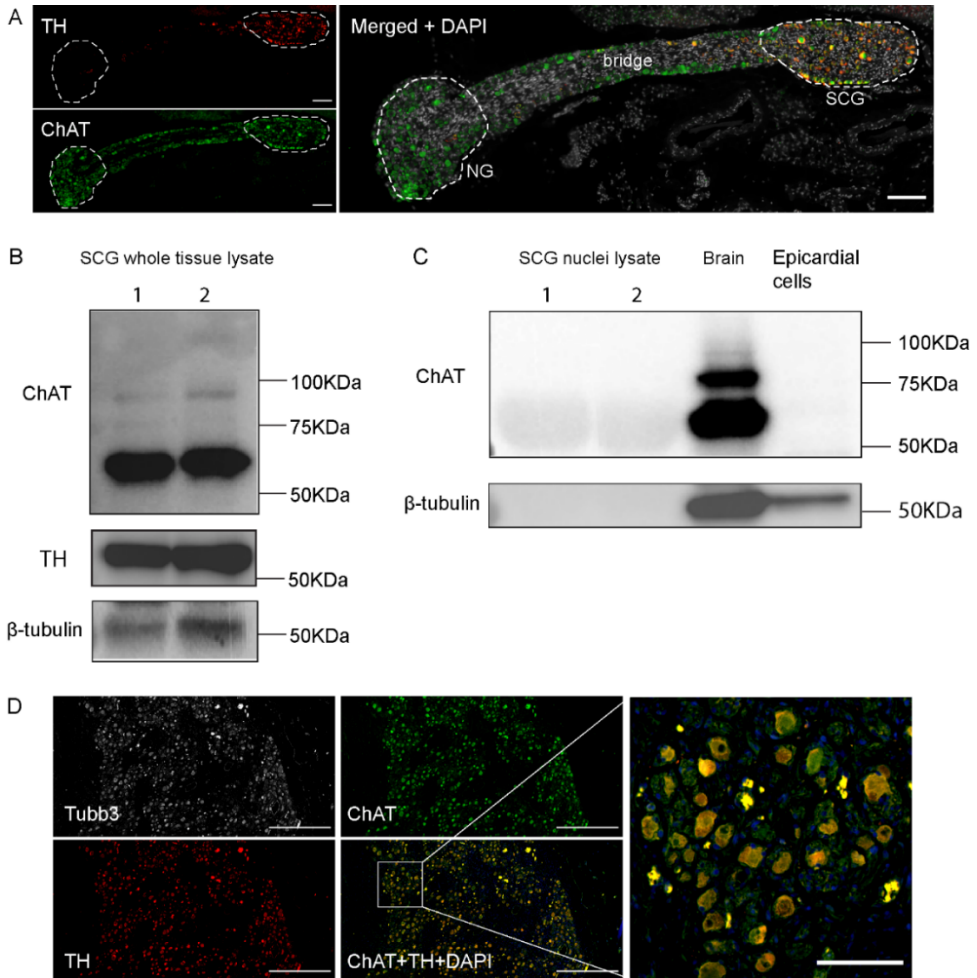 A
TH
ChAT
Merged + DAPI
bridge
SCG
NG
B
SCG whole tissue lysate
1 2
ChAT
100KDa
75KDa
50KDa
TH
50KDa
β-tubulin
50KDa
C
SCG nuclei lysate Brain Epicardial
cells
1 2
ChAT
100KDa
75KDa
50KDa
β-tubulin
50KDa
D
Tubb3
ChAT
TH
ChAT+TH+DAPI